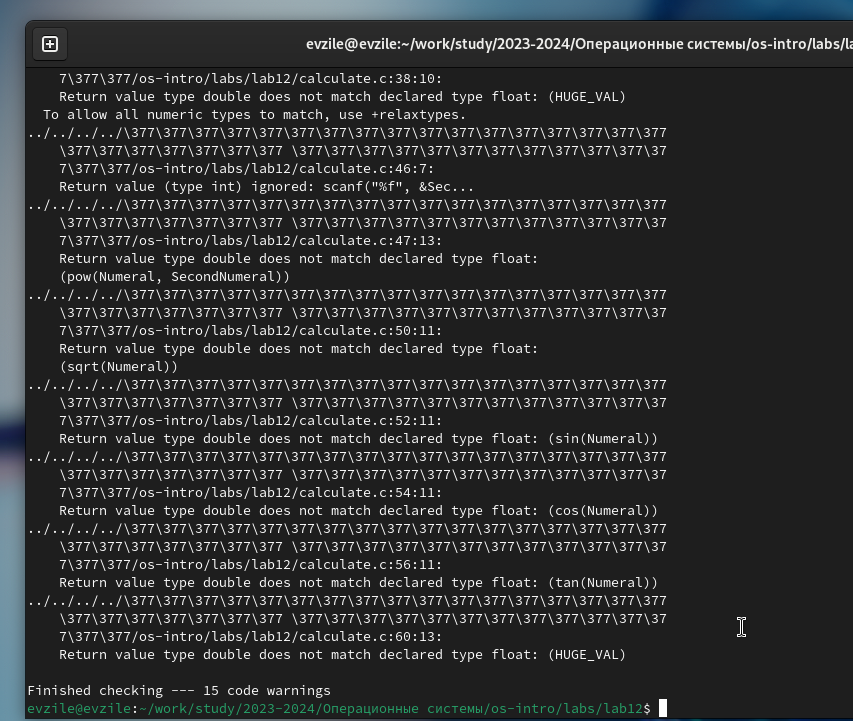 evzile@evzile:~/work/study/2023-2024/Операционные системы/os-intro/labs/la
7\377\377/os-intro/labs/lab12/calculate.c:38:10:
Return value type double does not match declared type float: (HUGE_VAL)
To allow all numeric types to match, use +relaxtypes.
../../../../\377\377\377\377\377\377\377\377\377\377\377\377\377\377\377\377\377
\377\377\377\377\377\377\377 \377\377\377\377\377\377\377\377\377\377\377\37
7\377\377/os-intro/labs/lab12/calculate.c:46:7:
Return value (type int) ignored: scanf("%f", &Sec...
../../../../\377\377\377\377\377\377\377\377\377\377\377\377\377\377\377\377\377
\377\377\377\377\377\377\377 \377\377\377\377\377\377\377\377\377\377\377\37
7\377\377/os-intro/labs/lab12/calculate.c:47:13:
Return value type double does not match declared type float:
(pow(Numeral, SecondNumeral))
../../../../\377\377\377\377\377\377\377\377\377\377\377\377\377\377\377\377\377
\377\377\377\377\377\377\377 \377\377\377\377\377\377\377\377\377\377\377\37
7\377\377/os-intro/labs/lab12/calculate.c:50:11:
Return value type double does not match declared type float:
(sqrt(Numeral))
../../../../\377\377\377\377\377\377\377\377\377\377\377\377\377\377\377\377\377
\377\377\377\377\377\377\377 \377\377\377\377\377\377\377\377\377\377\377\37
7\377\377/os-intro/labs/lab12/calculate.c:52:11:
Return value type double does not match declared type float: (sin(Numeral))
../../../../\377\377\377\377\377\377\377\377\377\377\377\377\377\377\377\377\377
\377\377\377\377\377\377\377 \377\377\377\377\377\377\377\377\377\377\377\37
7\377\377/os-intro/labs/lab12/calculate.c:54:11:
Return value type double does not match declared type float: (cos(Numeral))
../../../../\377\377\377\377\377\377\377\377\377\377\377\377\377\377\377\377\377
\377\377\377\377\377\377\377 \377\377\377\377\377\377\377\377\377\377\377\37
7\377\377/os-intro/labs/lab12/calculate.c:56:11:
Return value type double does not match declared type float: (tan(Numeral))
../../../../\377\377\377\377\377\377\377\377\377\377\377\377\377\377\377\377\377
\377\377\377\377\377\377\377 \377\377\377\377\377\377\377\377\377\377\377\37
7\377\377/os-intro/labs/lab12/calculate.c:60:13:
Return value type double does not match declared type float: (HUGE_VAL)
Finished checking --- 15 code warnings
evzile@evzile:~/work/study/2023-2024/Операционные системы/os-intro/labs/lab12$